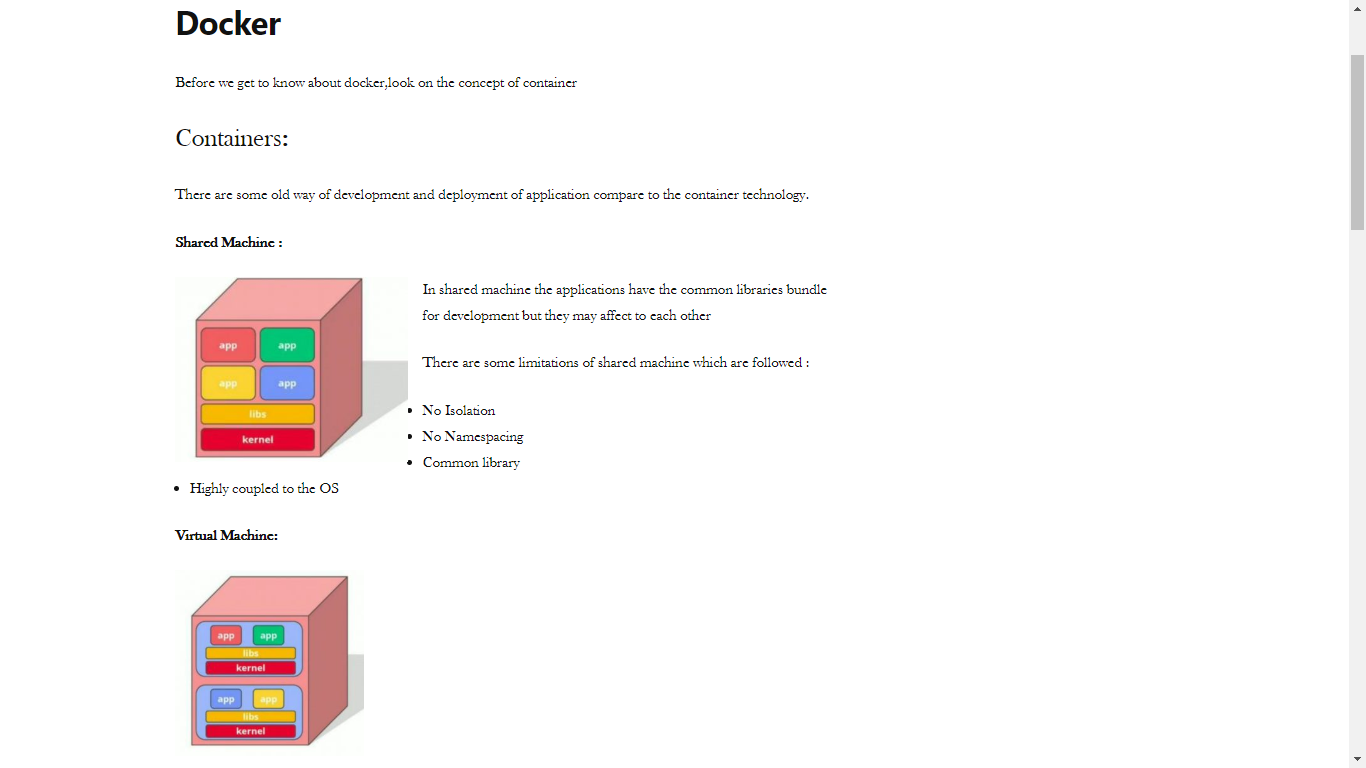 Docker
Before we get to know about docker,look on the concept of container
Containers:
There are some old way of development and deployment of application compare to the container technology.
Shared Machine :
app app
app app
libs
kernel
In shared machine the applications have the common libraries bundle
for development but they may affect to each other
There are some limitations of shared machine which are followed :
No Isolation
No Namespacing
Common library
Highly coupled to the OS
Virtual Machine:
app app
libs
kernel
app app
libs
kernel